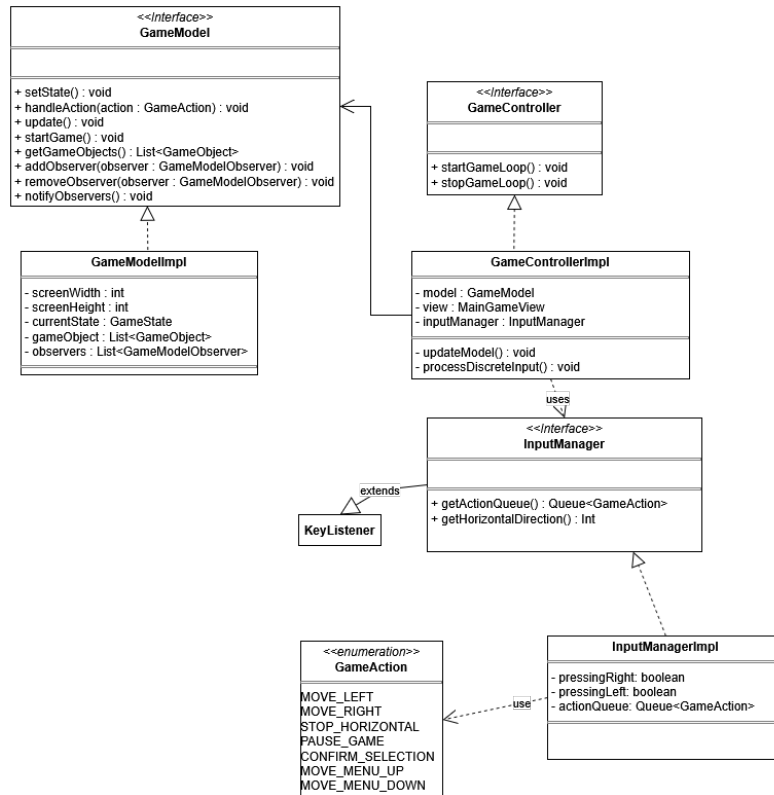 <<Interface>>
GameModel
+ setState() : void
+ handleAction(action : GameAction) : void
+ update() : void
+ startGame() : void
+ getGameObjects() : List<GameObject>
+ addObserver(observer : GameModelObserver) : void
+ removeObserver(observer : GameModelObserver) : void
+ notifyObservers() : void
<<Interface>>
GameController
+ startGameLoop() : void
+ stopGameLoop() : void
GameModelImpl
- screenWidth : int
- screenHeight : int
- currentState : GameState
- gameObject : List<GameObject>
- observers : List<GameModelObserver>
GameControllerImpl
- model : GameModel
- view : MainGameView
- inputManager : InputManager
- updateModel() : void
- processDiscreteInput() : void
uses
<<Interface>>
InputManager
+ getActionQueue() : Queue<GameAction>
+ getHorizontalDirection() : Int
extends
KeyListener
<<enumeration>>
GameAction
MOVE_LEFT
MOVE_RIGHT
STOP_HORIZONTAL
PAUSE_GAME
CONFIRM_SELECTION
MOVE_MENU_UP
MOVE_MENU_DOWN
use
InputManagerImpl
- pressingRight: boolean
- pressingLeft: boolean
- actionQueue: Queue<GameAction>